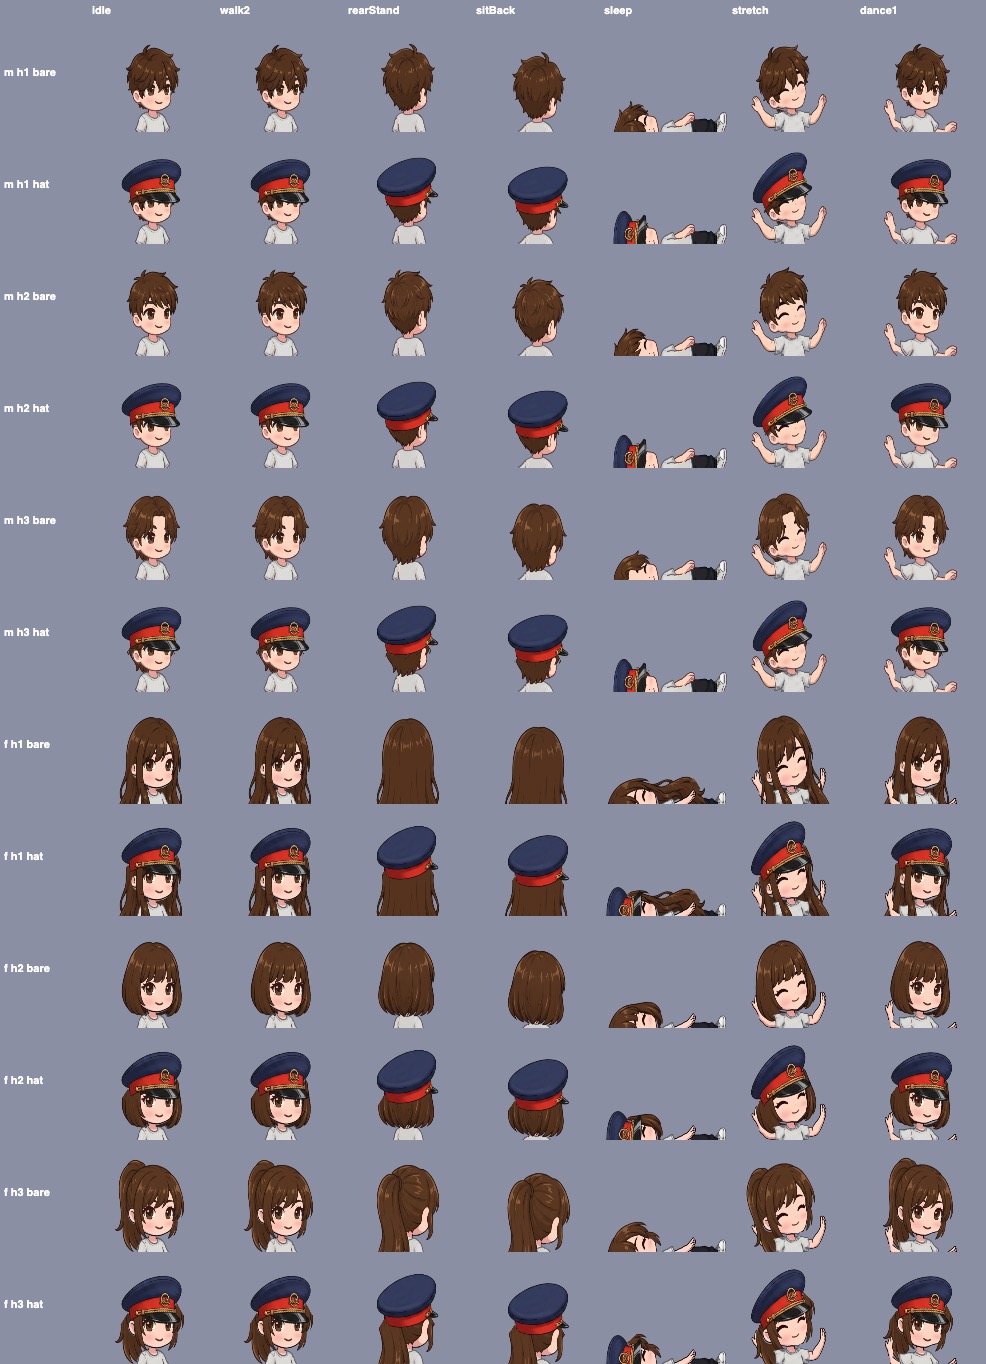 idle walk2 rearStand sitBack sleep stretch dance1
m h1 bare
m h1 hat
m h2 bare
m h2 hat
m h3 bare
m h3 hat
f h1 bare
f h1 hat
f h2 bare
f h2 hat
f h3 bare
f h3 hat